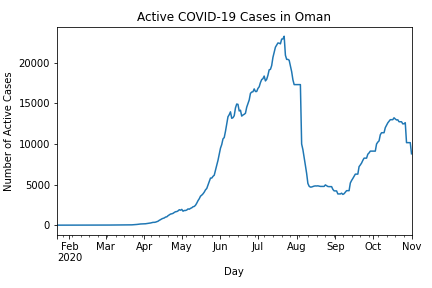 Active COVID-19 Cases in Oman
Number of Active Cases
20000
15000
10000
5000
0
Feb Mar Apr May Jun Jul Aug Sep Oct Nov
2020
Day